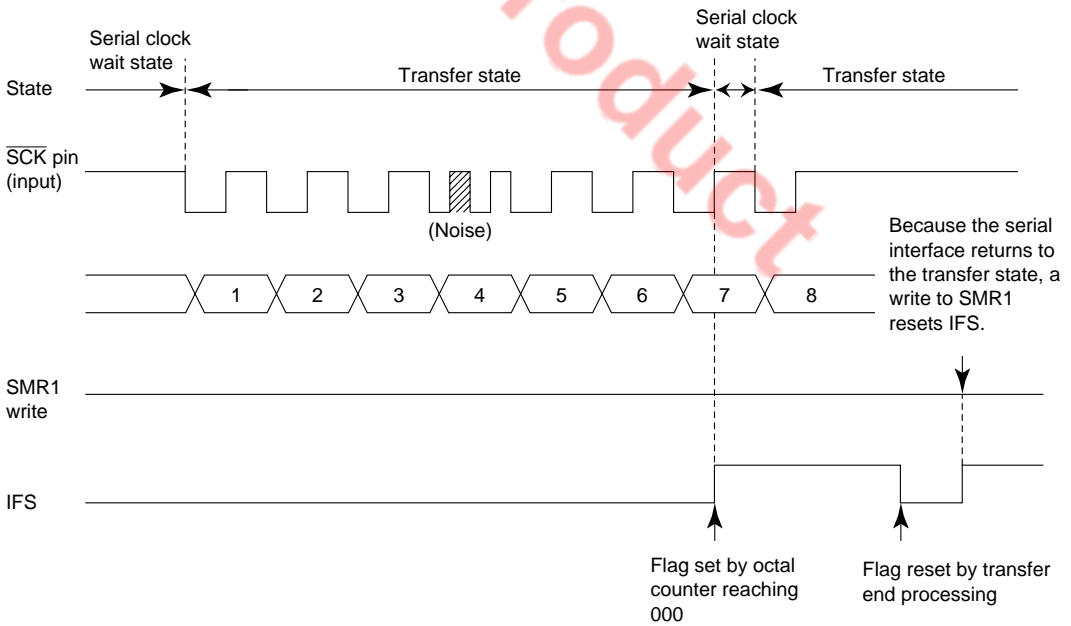 Serial clock
wait state
Serial clock
wait state
State
Transfer state
Transfer state
SCK pin
(input)
(Noise)
1 2 3 4 5 6 7 8
Because the serial
interface returns to
the transfer state, a
write to SMR1
resets IFS.
SMR1
write
IFS
Flag set by octal
counter reaching
000
Flag reset by transfer
end processing
roduct